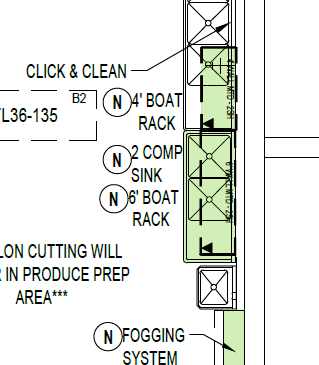 CLICK & CLEAN
B2
L36-135
N
4' BOAT
RACK
N
2 COMP
SINK
N
6' BOAT
RACK
LON CUTTING WILL
R IN PRODUCE PREP
AREA***
N
FOGGING
SYSTEM